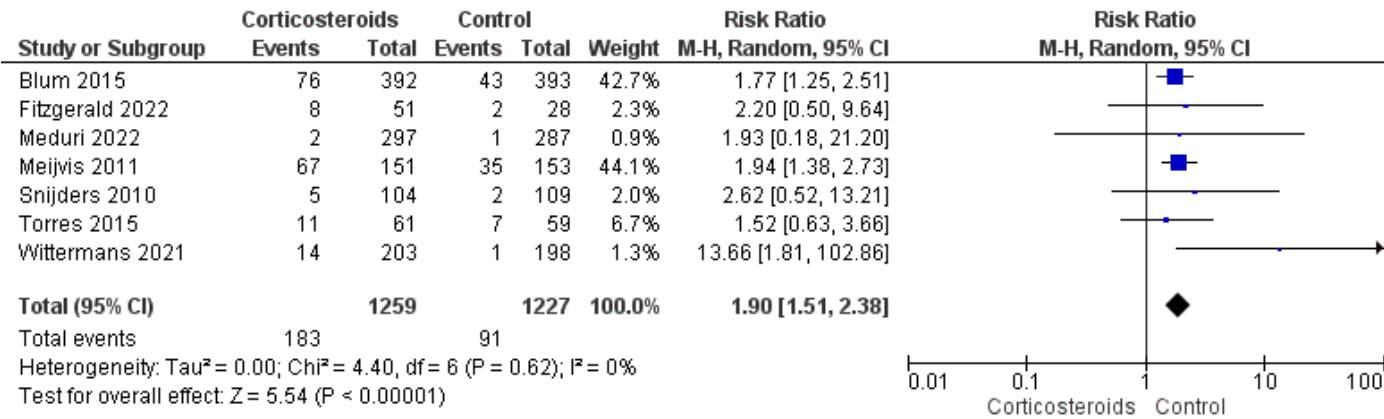 Corticosteroids Control Risk Ratio Risk Ratio
Study or Subgroup Events Total Events Total Weight M-H, Random, 95% CI M-H, Random, 95% CI
Blum 2015 76 392 43 393 42.7% 1.77 [1.25, 2.51]
Fitzgerald 2022 8 51 2 28 2.3% 2.20 [0.50, 9.64]
Meduri 2022 2 297 1 287 0.9% 1.93 [0.18, 21.20]
Meijvis 2011 67 151 35 153 44.1% 1.94 [1.38, 2.73]
Snijders 2010 5 104 2 109 2.0% 2.62 [0.52, 13.21]
Torres 2015 11 61 7 59 6.7% 1.52 [0.63, 3.66]
Wittermans 2021 14 203 1 198 1.3% 13.66 [1.81, 102.86]
Total (95% CI) 1259 1227 100.0% 1.90 [1.51, 2.38]
Total events 183 91
Heterogeneity: Tau² = 0.00; Chi² = 4.40, df = 6 (P = 0.62); I² = 0%
Test for overall effect: Z = 5.54 (P < 0.00001)
0.01 0.1 1 10 100
Corticosteroids Control